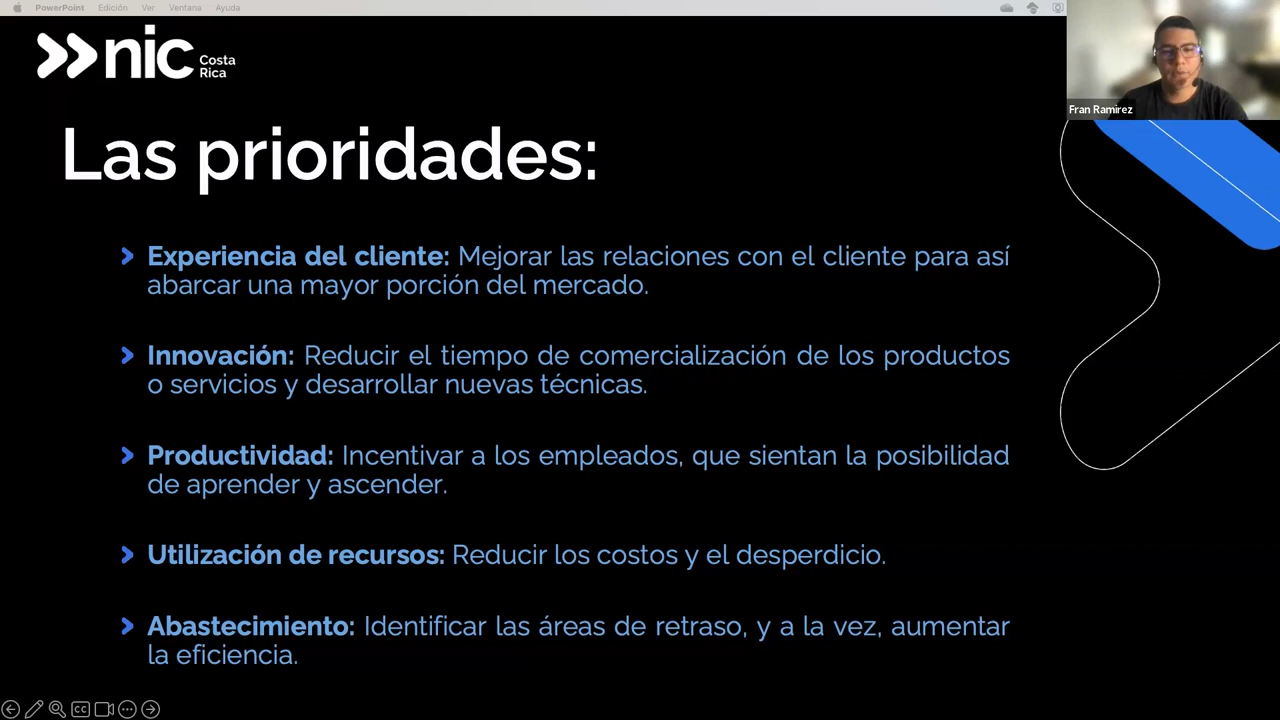 PowerPoint Edición Ver Ventana Ayuda
nic Costa Rica
Fran Ramirez
Las prioridades:
Experiencia del cliente: Mejorar las relaciones con el cliente para así
abarcar una mayor porción del mercado.
Innovación: Reducir el tiempo de comercialización de los productos
o servicios y desarrollar nuevas técnicas.
Productividad: Incentivar a los empleados, que sientan la posibilidad
de aprender y ascender.
Utilización de recursos: Reducir los costos y el desperdicio.
Abastecimiento: Identificar las áreas de retraso, y a la vez, aumentar
la eficiencia.
CC